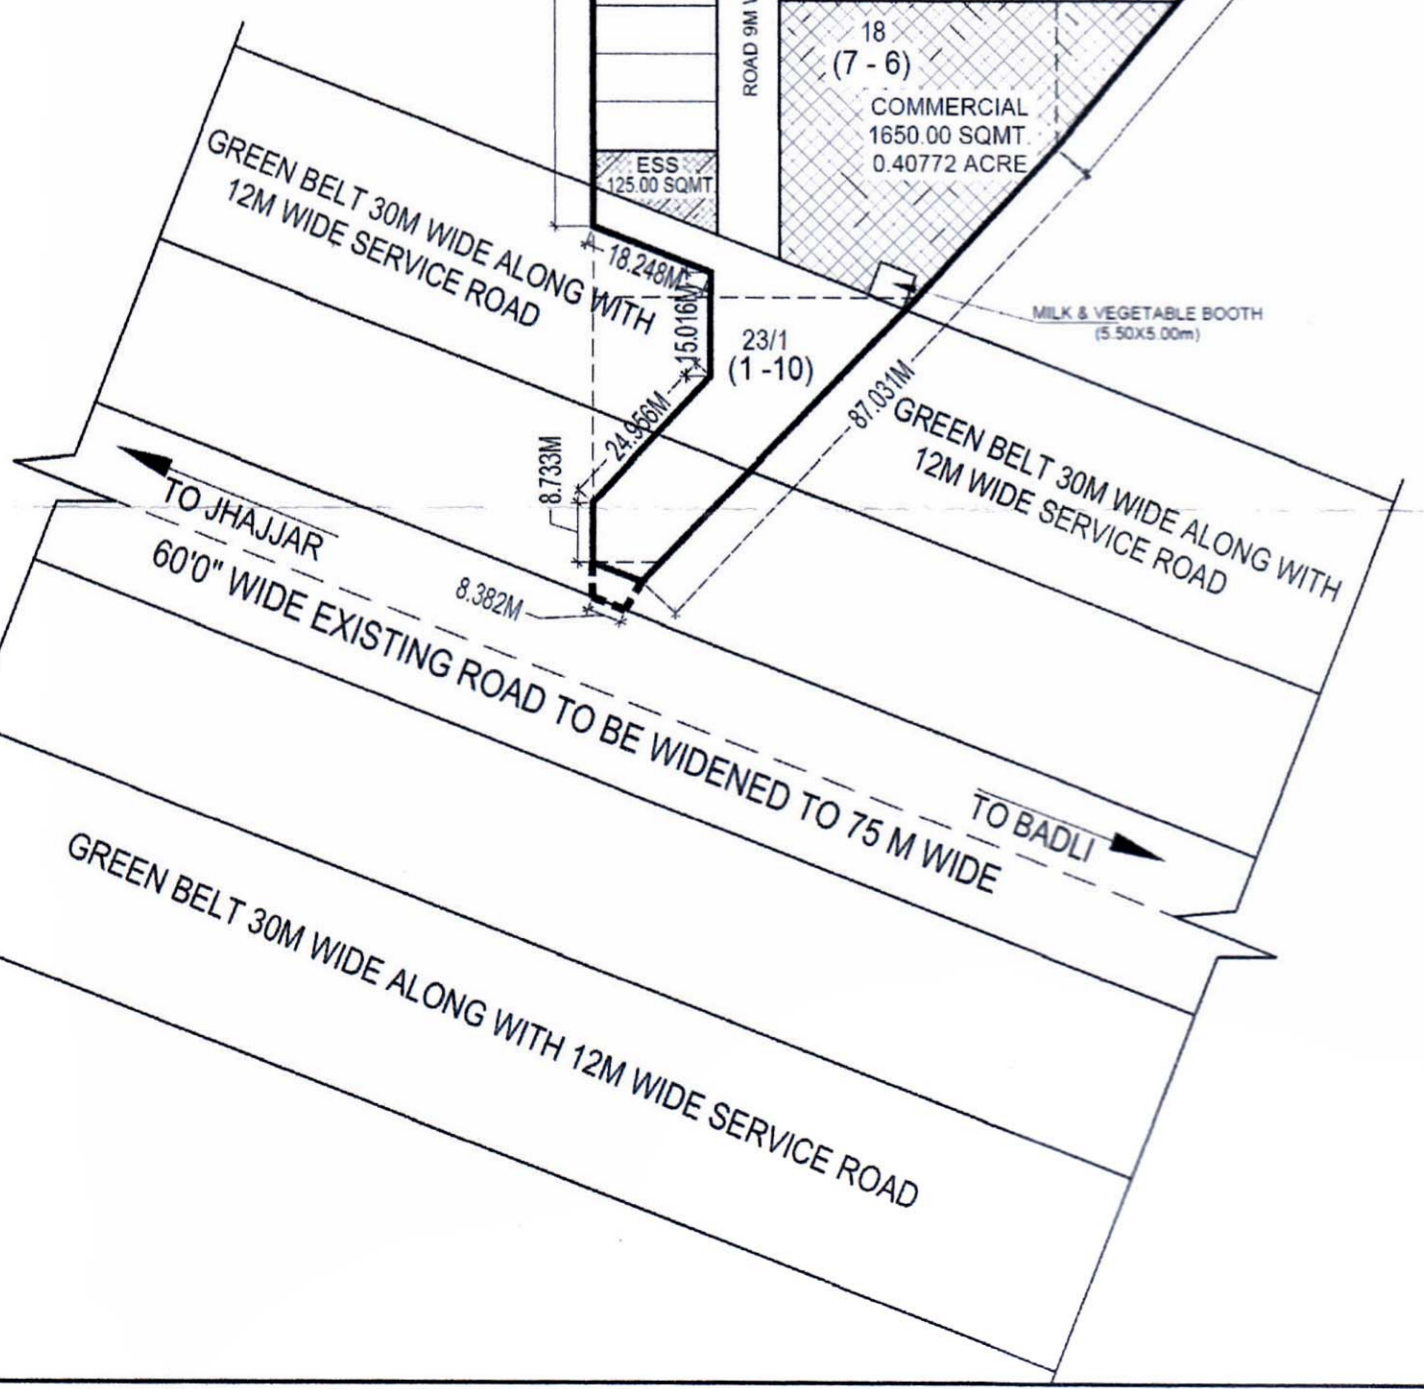 ROAD 9M
18
(7 - 6)
COMMERCIAL
1650.00 SQMT.
0.40772 ACRE
ESS
125.00 SQMT.
GREEN BELT 30M WIDE ALONG WITH
12M WIDE SERVICE ROAD
18.248M
15.016M
23/1
(1 -10)
MILK & VEGETABLE BOOTH
(5.50X5.00m)
87.031M
24.956M
8.733M
GREEN BELT 30M WIDE ALONG WITH
12M WIDE SERVICE ROAD
TO JHAJJAR
8.382M
60'0" WIDE EXISTING ROAD TO BE WIDENED TO 75 M WIDE
TO BADLI
GREEN BELT 30M WIDE ALONG WITH 12M WIDE SERVICE ROAD